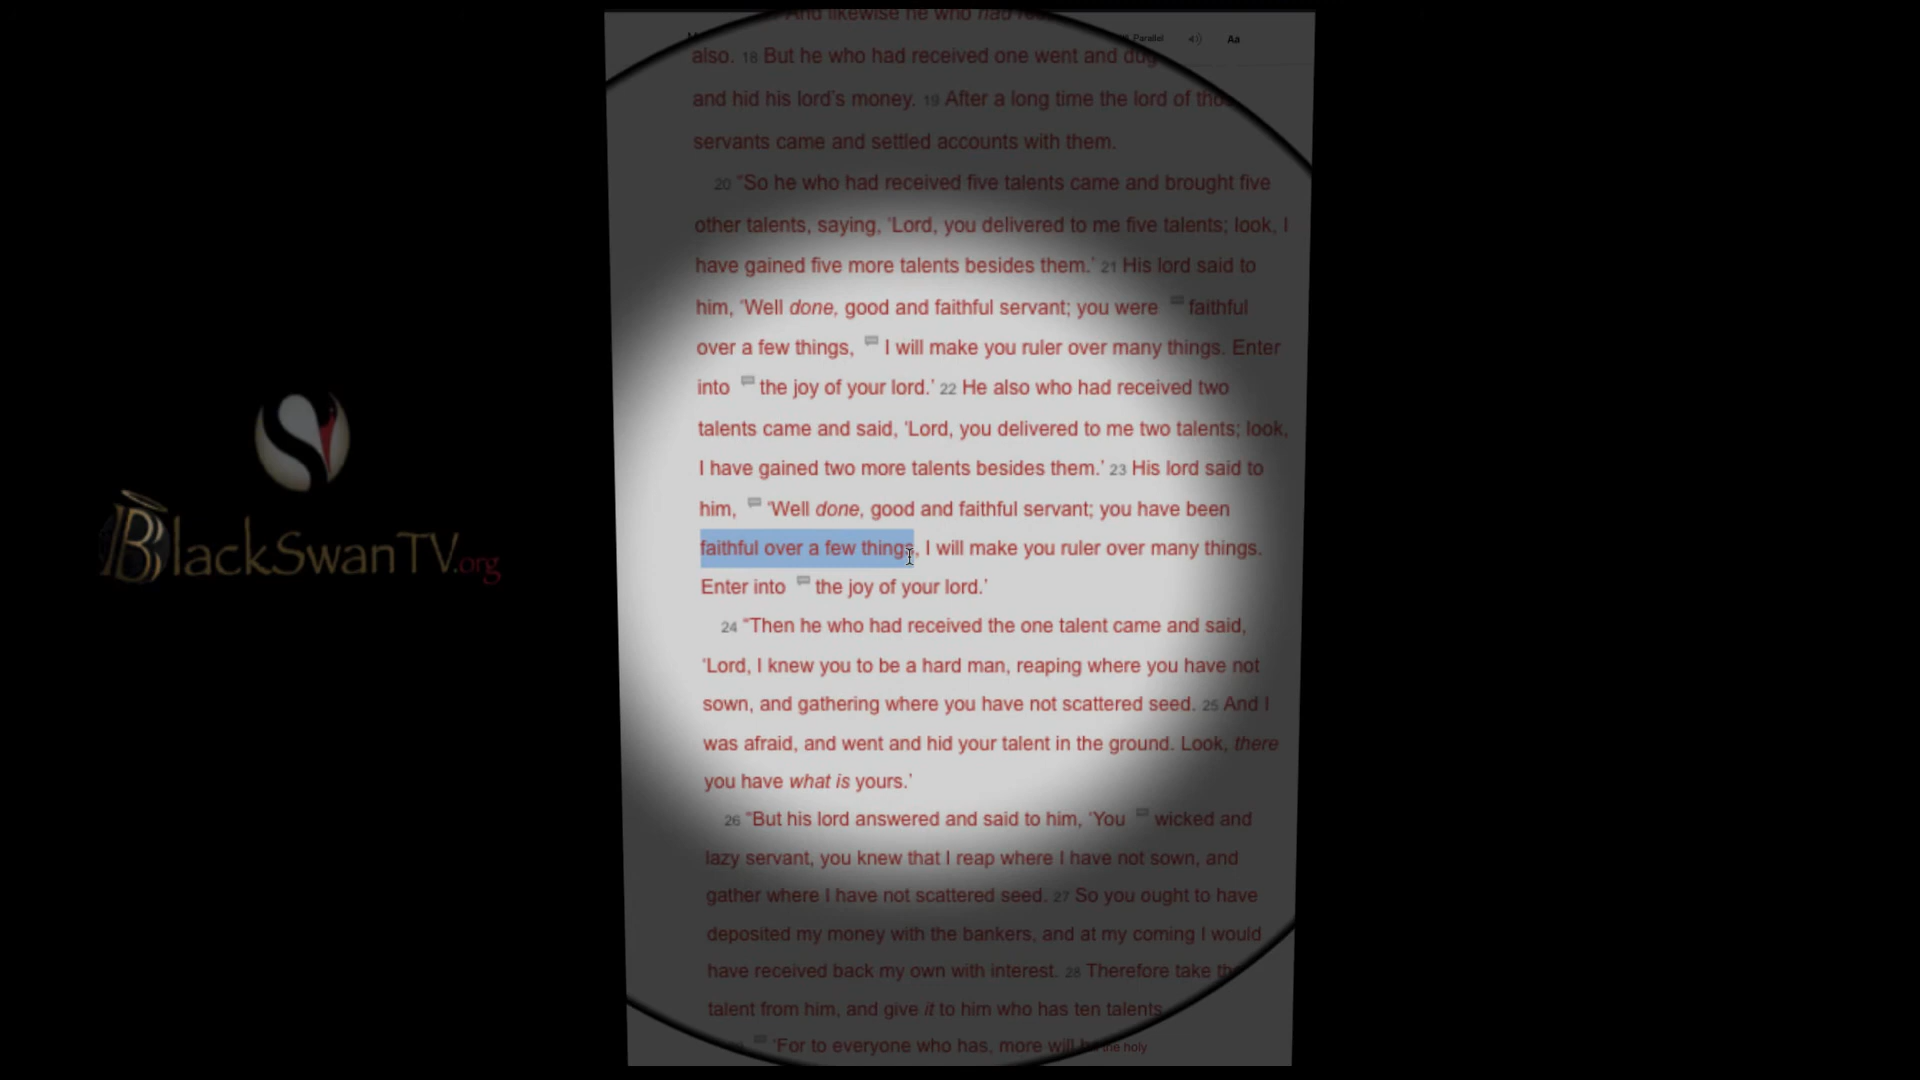 And likewise he who had
Parallel Aa
also. 18 But he who had received one went and dug
and hid his lord's money. 19 After a long time the lord of those
servants came and settled accounts with them.
20 “So he who had received five talents came and brought five
other talents, saying, ‘Lord, you delivered to me five talents; look, I
have gained five more talents besides them.’ 21 His lord said to
him, ‘Well done, good and faithful servant; you were faithful
over a few things, I will make you ruler over many things. Enter
into the joy of your lord.’ 22 He also who had received two
talents came and said, ‘Lord, you delivered to me two talents; look,
I have gained two more talents besides them.’ 23 His lord said to
him, ‘Well done, good and faithful servant; you have been
faithful over a few things, I will make you ruler over many things.
Enter into the joy of your lord.’
24 “Then he who had received the one talent came and said,
‘Lord, I knew you to be a hard man, reaping where you have not
sown, and gathering where you have not scattered seed. 25 And I
was afraid, and went and hid your talent in the ground. Look, there
you have what is yours.’
26 “But his lord answered and said to him, ‘You wicked and
lazy servant, you knew that I reap where I have not sown, and
gather where I have not scattered seed. 27 So you ought to have
deposited my money with the bankers, and at my coming I would
have received back my own with interest. 28 Therefore take the
talent from him, and give it to him who has ten talents
‘For to everyone who has, more will the holy
BlackSwanTV.org